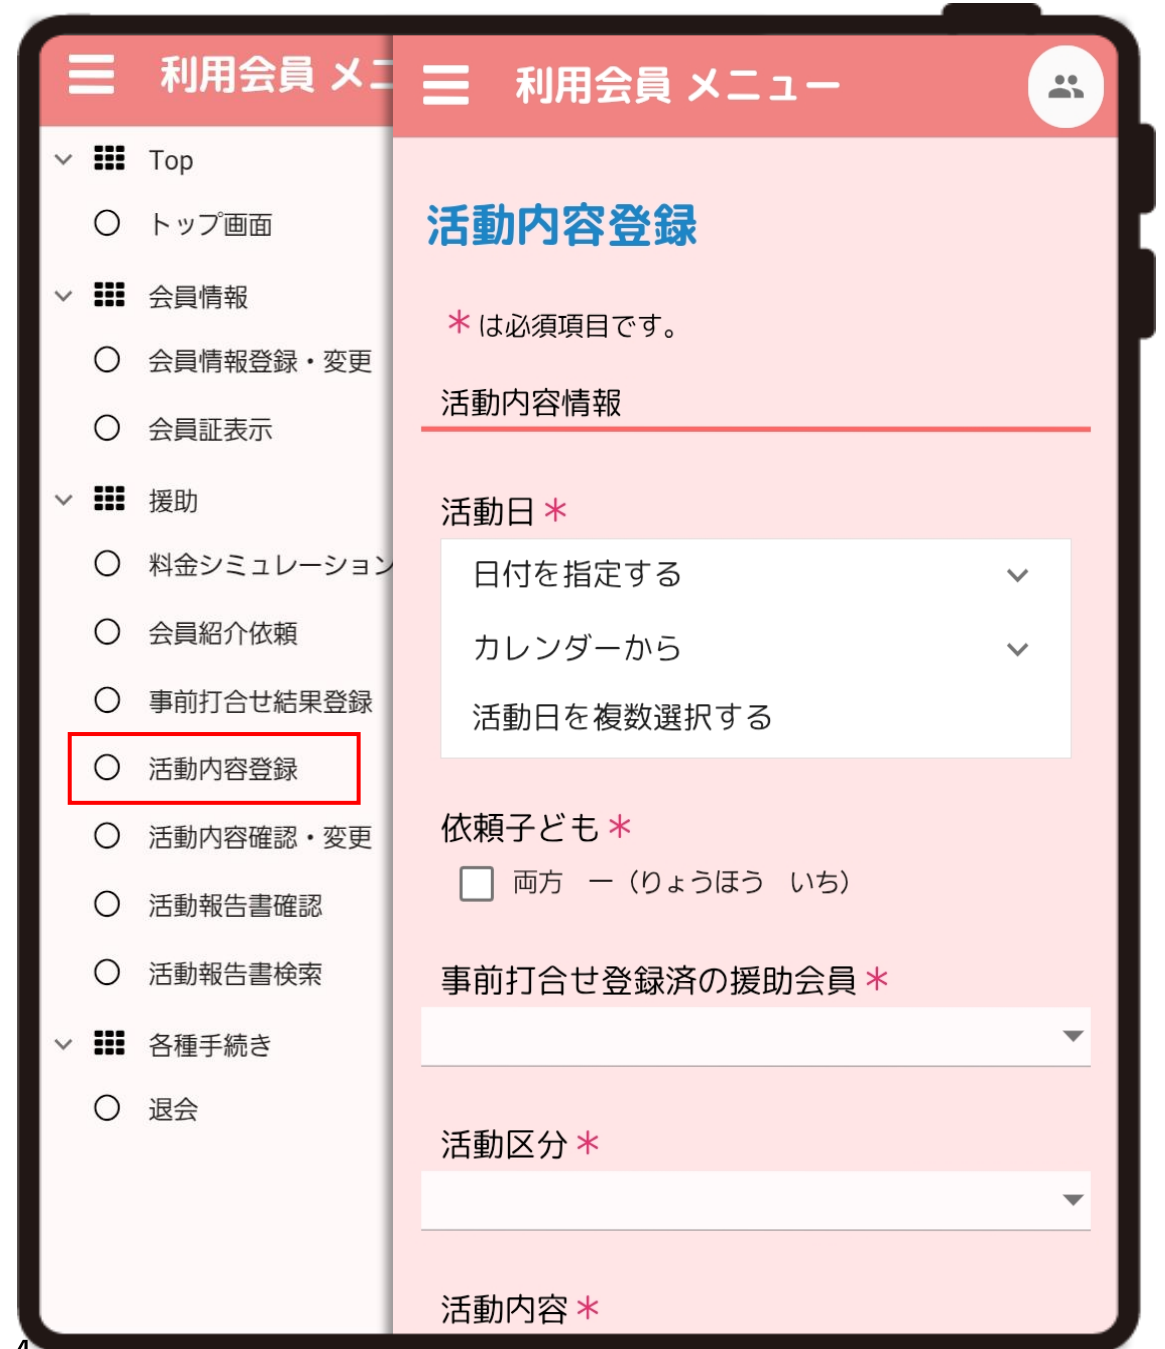 利用会員 メニ
Top
トップ画面
会員情報
会員情報登録・変更
会員証表示
援助
料金シミュレーション
会員紹介依頼
事前打合せ結果登録
活動内容登録
活動内容確認・変更
活動報告書確認
活動報告書検索
各種手続き
退会
利用会員 メニュー
活動内容登録
*は必須項目です。
活動内容情報
活動日*
日付を指定する
カレンダーから
活動日を複数選択する
依頼子ども*
両方 一（りょうほう いち）
事前打合せ登録済の援助会員*
活動区分*
活動内容*